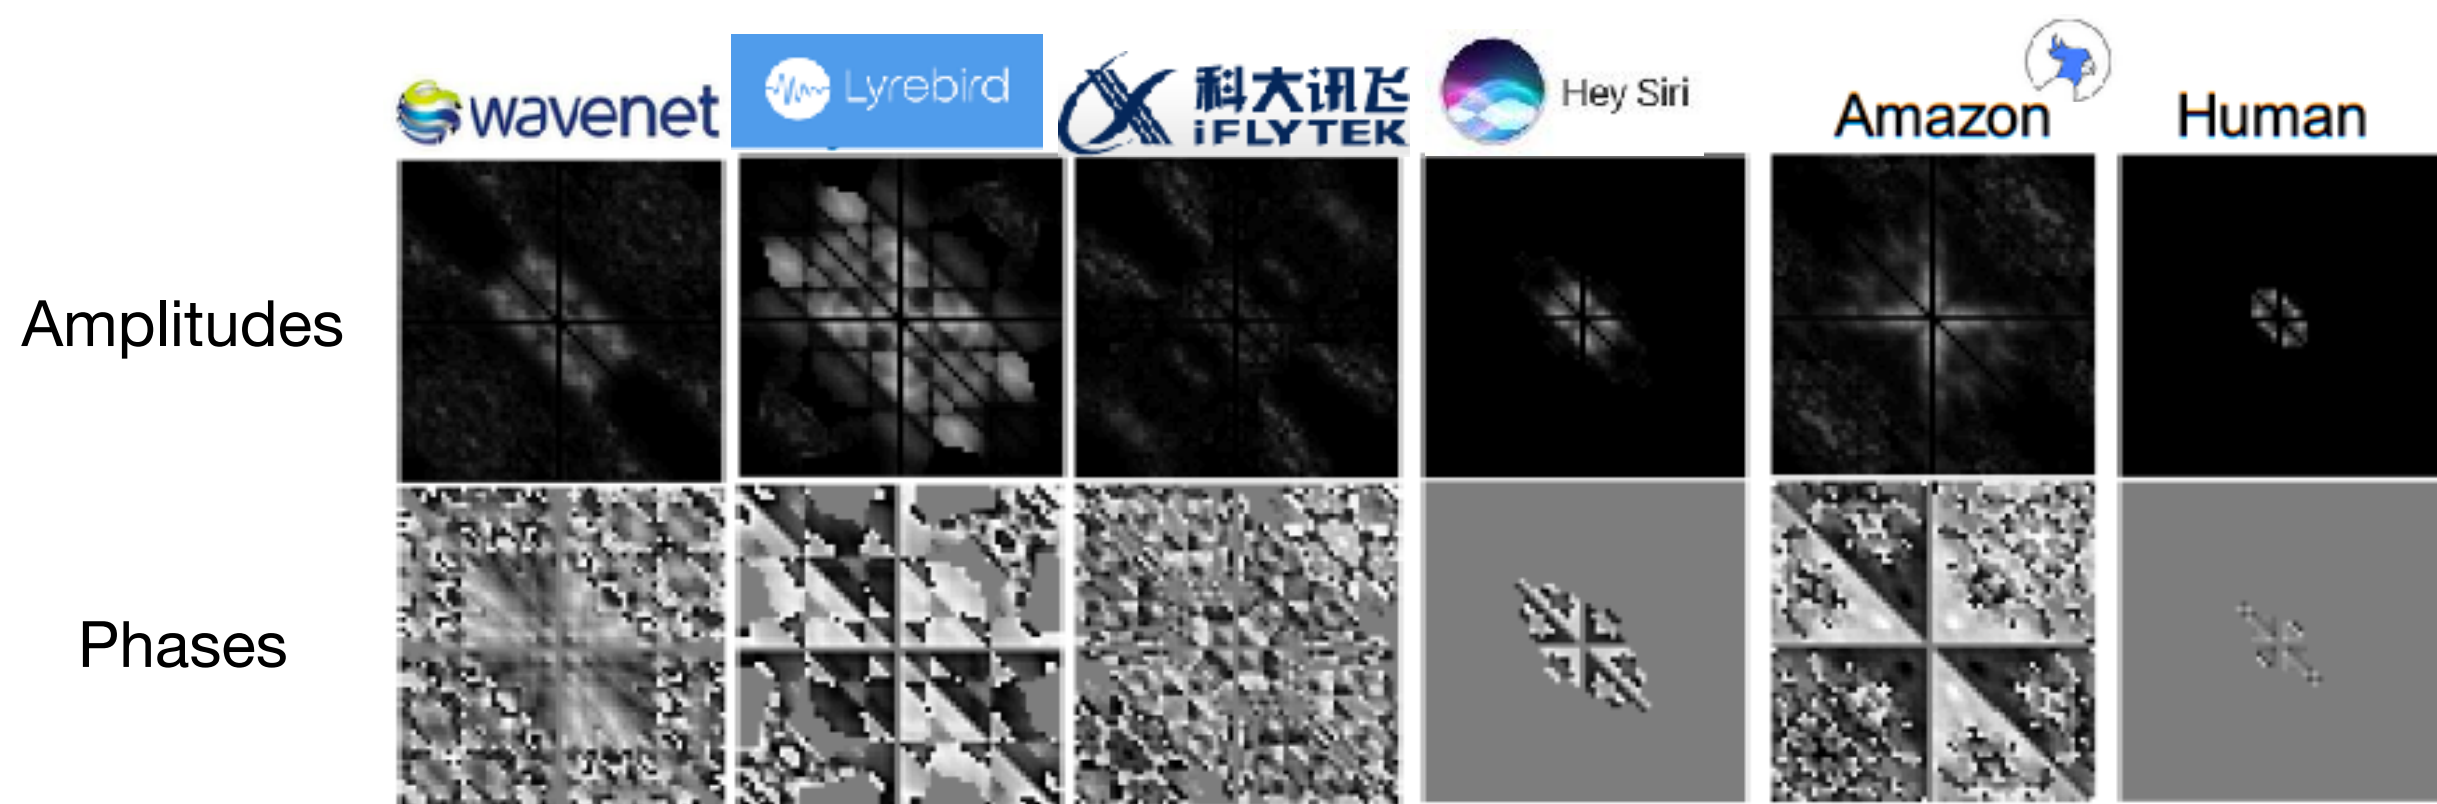 wavenet
Lyrebird
科大讯飞
iFLYTEK
Hey Siri
Amazon
Human
Amplitudes
Phases